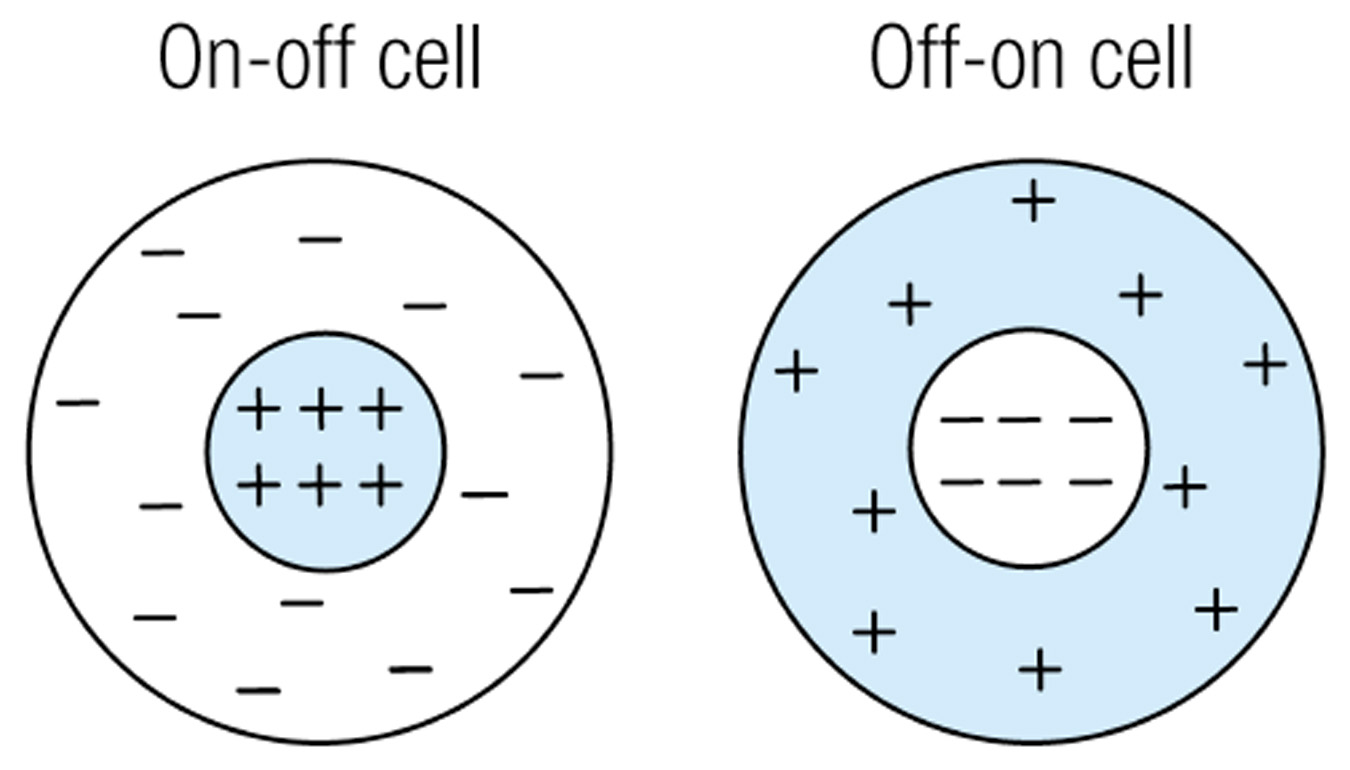 On-off cell
Off-on cell
+ + +
+ + +
− − −
− − −